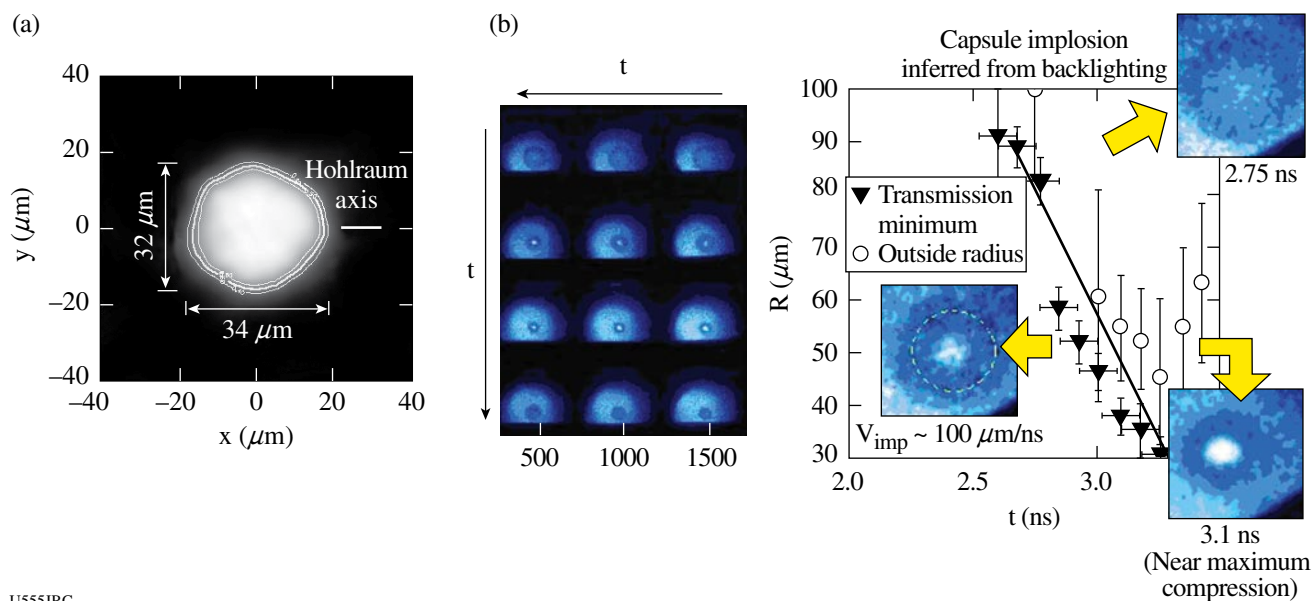 (a)
40
20
0
–20
–40
y (μm)
–40
–20
0
20
40
x (μm)
32 μm
34 μm
Hohlraum
axis
(b)
t
t
500
1000
1500
Capsule implosion
inferred from backlighting
100
90
80
70
60
50
40
30
R (μm)
2.0
2.5
3.0
t (ns)
Transmission
minimum
Outside radius
V_imp ~ 100 μm/ns
2.75 ns
3.1 ns
(Near maximum
compression)